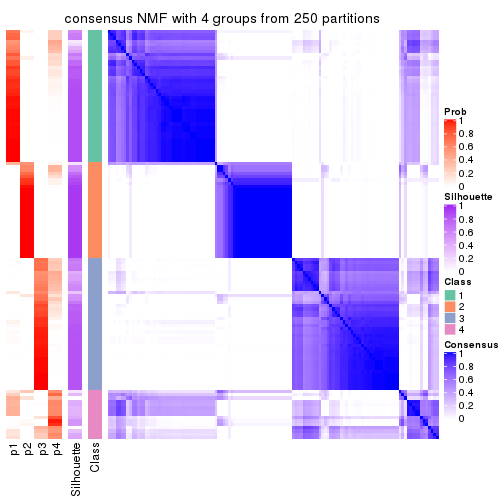 consensus NMF with 4 groups from 250 partitions
Prob
1
0.8
0.6
0.4
0.2
0
Silhouette
1
0.8
0.6
0.4
0.2
0
Class
1
2
3
4
Consensus
1
0.8
0.6
0.4
0.2
0
p1
p2
p3
p4
Silhouette
Class